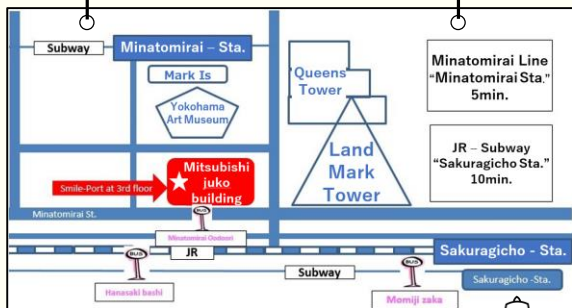 Subway
Minatomirai – Sta.
Mark Is
Yokohama
Art Museum
Queens
Tower
Land
Mark
Tower
Minatomirai Line
“Minatomirai Sta.”
5min.
JR – Subway
“Sakuragicho Sta.”
10min.
Smile-Port at 3rd floor
Mitsubishi
juko
building
Minatomirai St.
BUS
Minatomirai Oodoori
JR
Sakuragicho - Sta.
BUS
Hanasaki bashi
Subway
BUS
Momiji zaka
Sakuragicho -Sta.